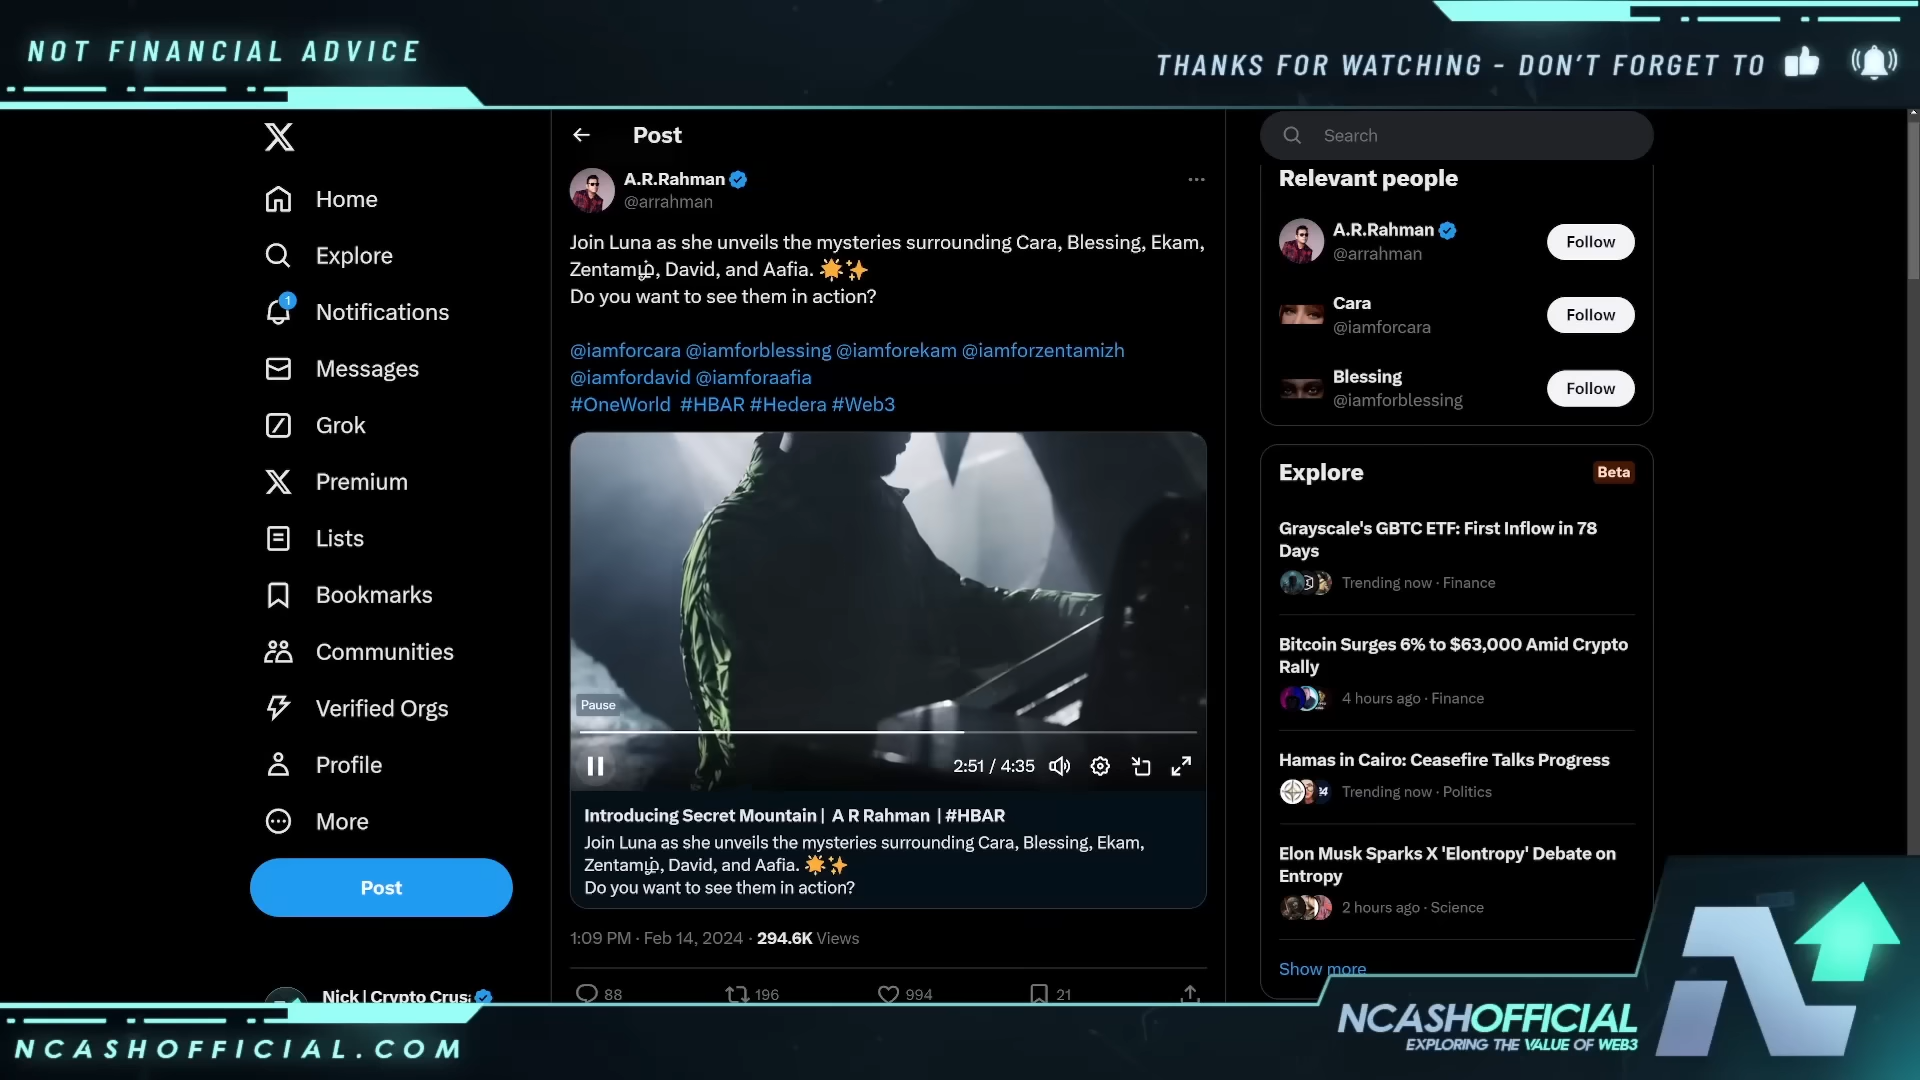 NOT FINANCIAL ADVICE
THANKS FOR WATCHING - DON'T FORGET TO
Home
Explore
1
Notifications
Messages
Grok
Premium
Lists
Bookmarks
Communities
Verified Orgs
Profile
More
Post
Nick | Crypto Crus
Post
A.R.Rahman
@arrahman
Join Luna as she unveils the mysteries surrounding Cara, Blessing, Ekam,
Zentamழ், David, and Aafia. 🌟✨
Do you want to see them in action?
@iamforcara @iamforblessing @iamforekam @iamforzentamizh
@iamfordavid @iamforaafia
#OneWorld #HBAR #Hedera #Web3
Pause
2:51 / 4:35
Introducing Secret Mountain | A R Rahman | #HBAR
Join Luna as she unveils the mysteries surrounding Cara, Blessing, Ekam,
Zentamழ், David, and Aafia. 🌟✨
Do you want to see them in action?
1:09 PM · Feb 14, 2024 · 294.6K Views
88
196
994
21
Search
Relevant people
A.R.Rahman
@arrahman
Follow
Cara
@iamforcara
Follow
Blessing
@iamforblessing
Follow
Explore
Beta
Grayscale's GBTC ETF: First Inflow in 78
Days
Trending now · Finance
Bitcoin Surges 6% to $63,000 Amid Crypto
Rally
4 hours ago · Finance
Hamas in Cairo: Ceasefire Talks Progress
Trending now · Politics
Elon Musk Sparks X 'Elontropy' Debate on
Entropy
2 hours ago · Science
Show more
NCASHOFFICIAL.COM
NCASHOFFICIAL
EXPLORING THE VALUE OF WEB3